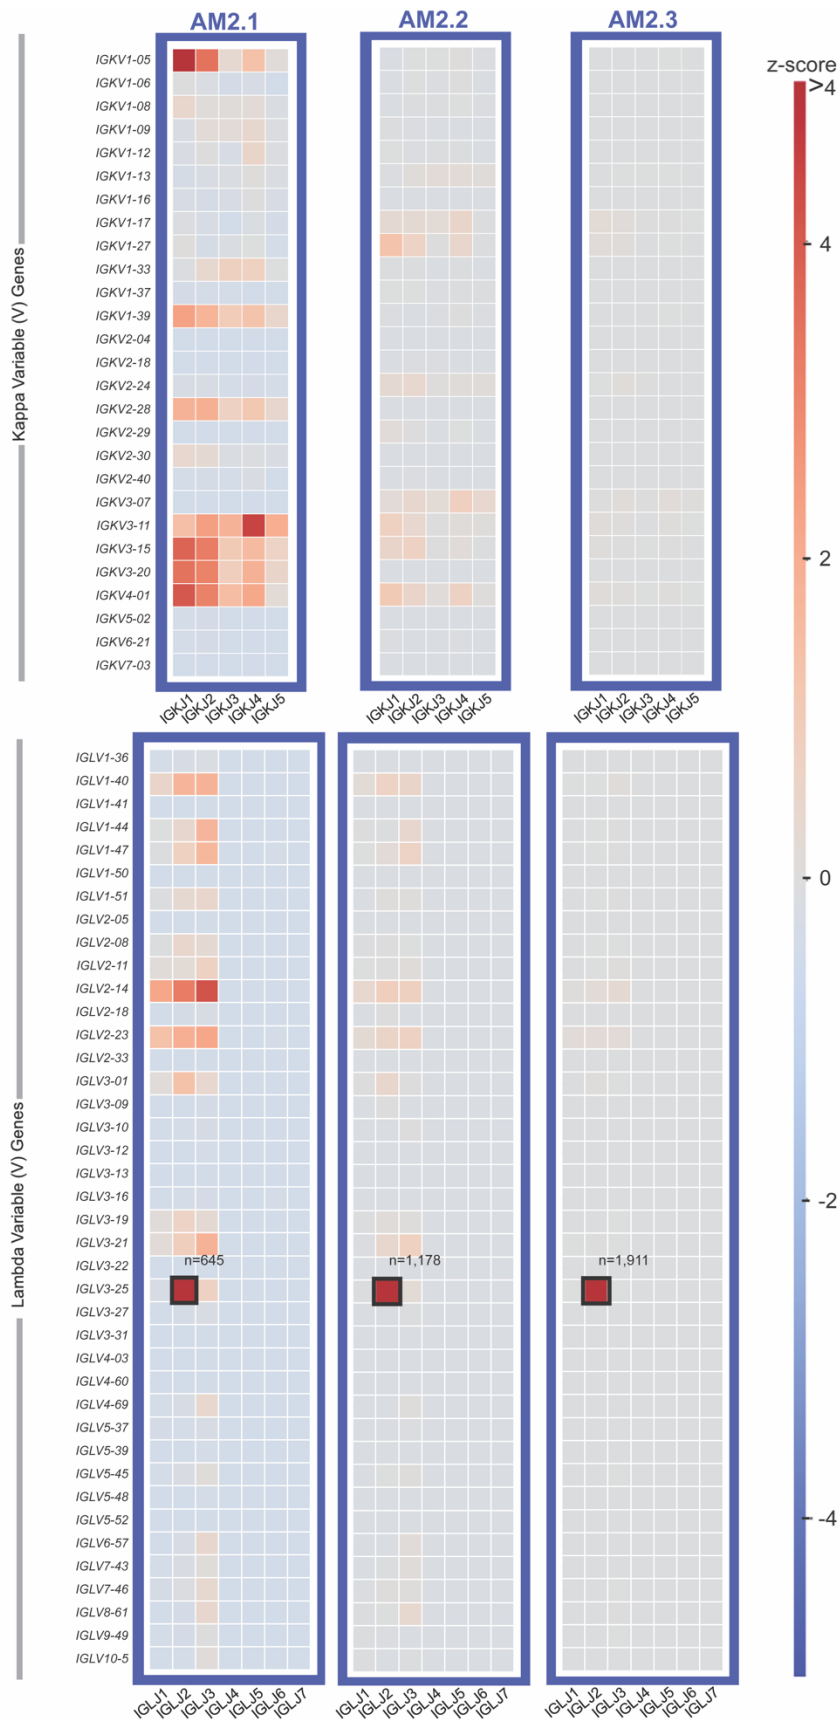 AM2.1 AM2.2 AM2.3
z-score
>4
4
2
0
-2
-4
Kappa Variable (V) Genes
IGKV1-05
IGKV1-06
IGKV1-08
IGKV1-09
IGKV1-12
IGKV1-13
IGKV1-16
IGKV1-17
IGKV1-27
IGKV1-33
IGKV1-37
IGKV1-39
IGKV2-04
IGKV2-18
IGKV2-24
IGKV2-28
IGKV2-29
IGKV2-30
IGKV2-40
IGKV3-07
IGKV3-11
IGKV3-15
IGKV3-20
IGKV4-01
IGKV5-02
IGKV6-21
IGKV7-03
IGKJ1 IGKJ2 IGKJ3 IGKJ4 IGKJ5 IGKJ1 IGKJ2 IGKJ3 IGKJ4 IGKJ5 IGKJ1 IGKJ2 IGKJ3 IGKJ4 IGKJ5
Lambda Variable (V) Genes
IGLV1-36
IGLV1-40
IGLV1-41
IGLV1-44
IGLV1-47
IGLV1-50
IGLV1-51
IGLV2-05
IGLV2-08
IGLV2-11
IGLV2-14
IGLV2-18
IGLV2-23
IGLV2-33
IGLV3-01
IGLV3-09
IGLV3-10
IGLV3-12
IGLV3-13
IGLV3-16
IGLV3-19
IGLV3-21
IGLV3-22
n=645 n=1,178 n=1,911
IGLV3-25
IGLV3-27
IGLV3-31
IGLV4-03
IGLV4-60
IGLV4-69
IGLV5-37
IGLV5-39
IGLV5-45
IGLV5-48
IGLV5-52
IGLV6-57
IGLV7-43
IGLV7-46
IGLV8-61
IGLV9-49
IGLV10-5
IGLJ1 IGLJ2 IGLJ3 IGLJ4 IGLJ5 IGLJ6 IGLJ7 IGLJ1 IGLJ2 IGLJ3 IGLJ4 IGLJ5 IGLJ6 IGLJ7 IGLJ1 IGLJ2 IGLJ3 IGLJ4 IGLJ5 IGLJ6 IGLJ7